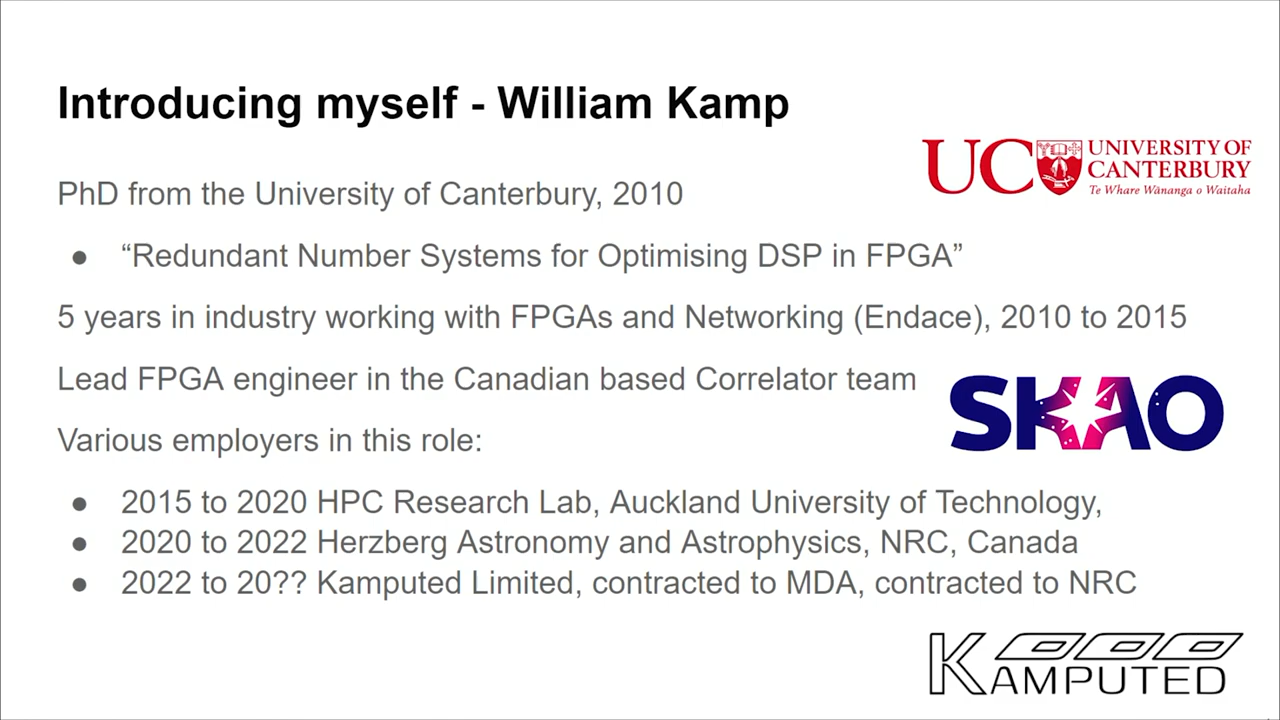 Introducing myself - William Kamp
UC UNIVERSITY OF
CANTERBURY
Te Whare Wānanga o Waitaha
PhD from the University of Canterbury, 2010
● “Redundant Number Systems for Optimising DSP in FPGA”
5 years in industry working with FPGAs and Networking (Endace), 2010 to 2015
Lead FPGA engineer in the Canadian based Correlator team
SKAO
Various employers in this role:
● 2015 to 2020 HPC Research Lab, Auckland University of Technology,
● 2020 to 2022 Herzberg Astronomy and Astrophysics, NRC, Canada
● 2022 to 20?? Kamputed Limited, contracted to MDA, contracted to NRC
KAMPUTED